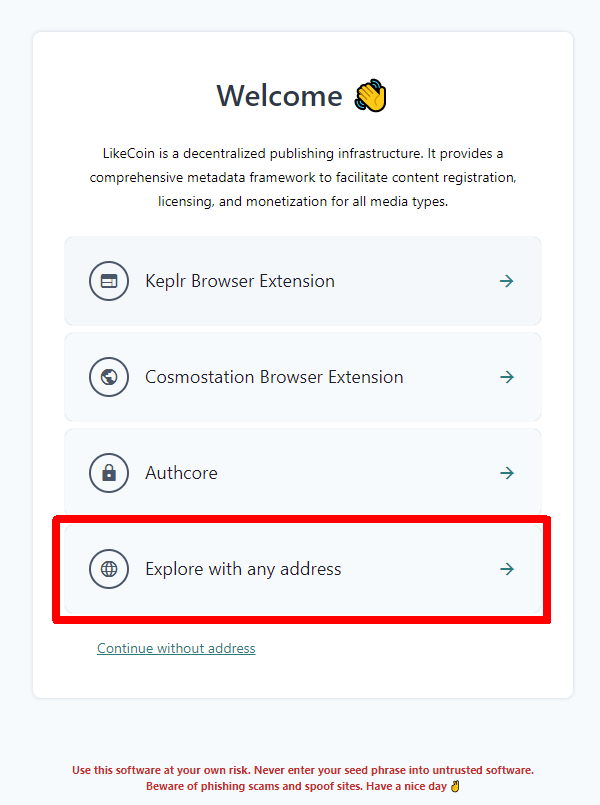 Welcome 👏
LikeCoin is a decentralized publishing infrastructure. It provides a
comprehensive metadata framework to facilitate content registration,
licensing, and monetization for all media types.
Keplr Browser Extension
Cosmostation Browser Extension
Authcore
Explore with any address
Continue without address
Use this software at your own risk. Never enter your seed phrase into untrusted software.
Beware of phishing scams and spoof sites. Have a nice day ✌